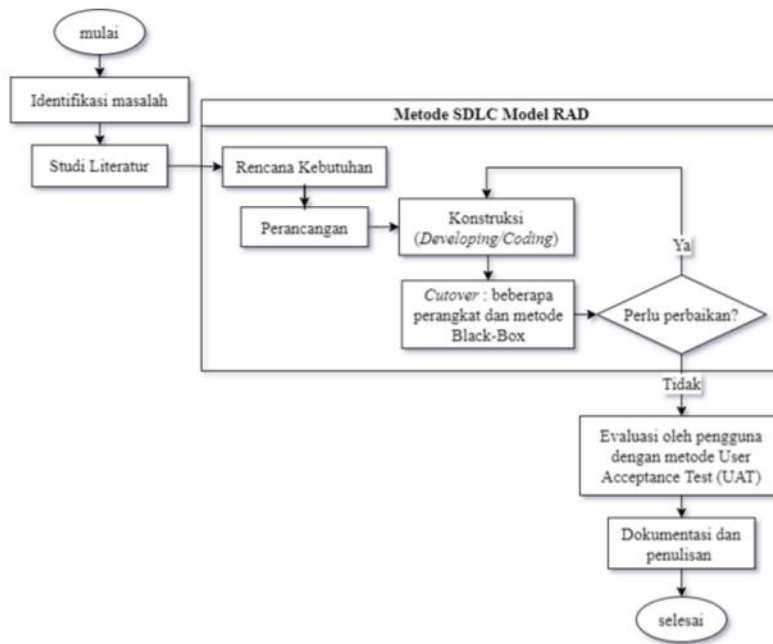 mulai
Identifikasi masalah
Studi Literatur
Metode SDLC Model RAD
Rencana Kebutuhan
Perancangan
Konstruksi
(Developing/Coding)
Cutover : beberapa
perangkat dan metode
Black-Box
Perlu perbaikan?
Ya
Tidak
Evaluasi oleh pengguna
dengan metode User
Acceptance Test (UAT)
Dokumentasi dan
penulisan
selesai